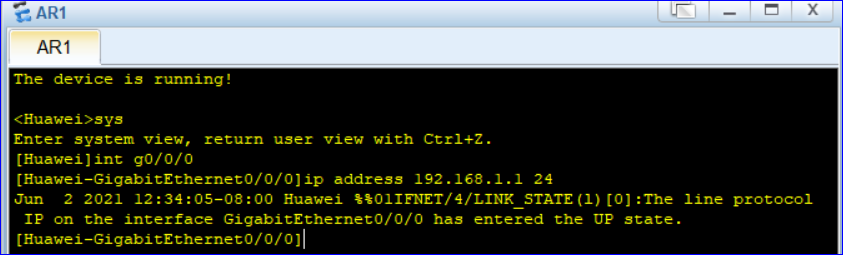 AR1
AR1
The device is running!
<Huawei>sys
Enter system view, return user view with Ctrl+Z.
[Huawei]int g0/0/0
[Huawei-GigabitEthernet0/0/0]ip address 192.168.1.1 24
Jun  2 2021 12:34:05-08:00 Huawei %%01IFNET/4/LINK_STATE(l)[0]:The line protocol
 IP on the interface GigabitEthernet0/0/0 has entered the UP state.
[Huawei-GigabitEthernet0/0/0]